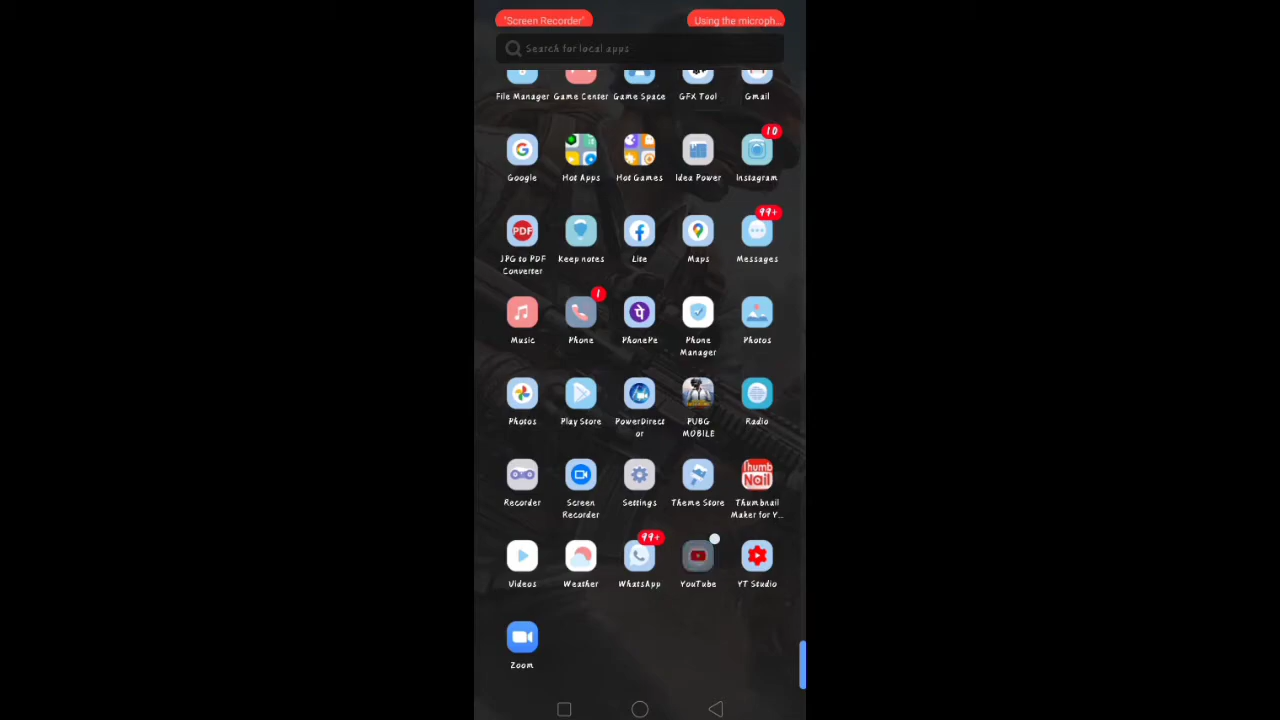 "Screen Recorder"
Using the microph...
Search for local apps
File Manager
Game Center
Game Space
GFX Tool
Gmail
10
Google
Hot Apps
Hot Games
Idea Power
Instagram
99+
PDF
JPG to PDF
Converter
Keep notes
Lite
Maps
Messages
1
Music
Phone
पे
PhonePe
Phone
Manager
Photos
Photos
Play Store
PowerDirect
or
PUBG
MOBILE
Radio
Recorder
Screen
Recorder
Settings
Theme Store
Thumb
Nail
Thumbnail
Maker for Y...
99+
Videos
Weather
WhatsApp
YouTube
YT Studio
Zoom